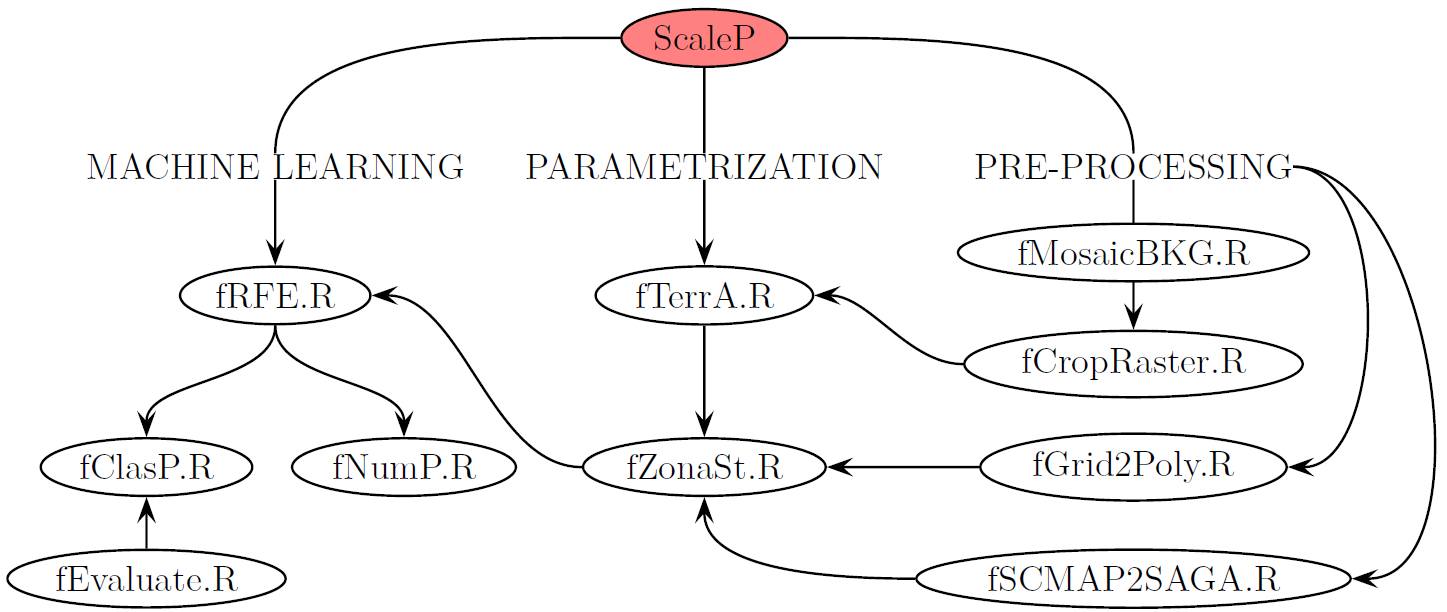 ScaleP
MACHINE LEARNING
PARAMETRIZATION
PRE-PROCESSING
fMosaicBKG.R
fRFE.R
fTerrA.R
fCropRaster.R
fClasP.R
fNumP.R
fZonaSt.R
fGrid2Poly.R
fEvaluate.R
fSCMAP2SAGA.R